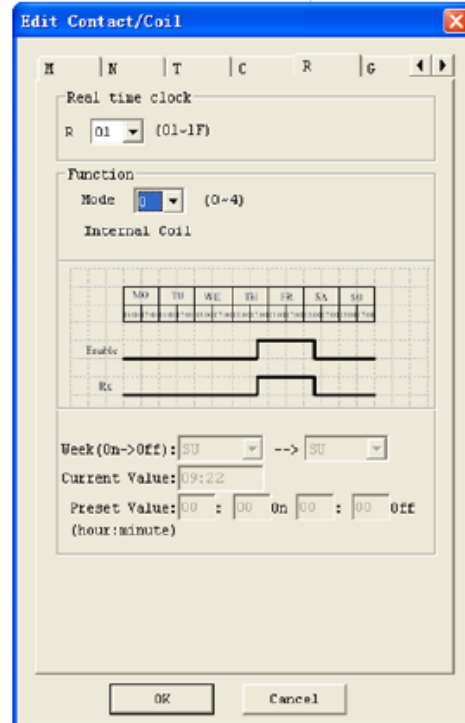 Edit Contact/Coil
M N T C R G
Real time clock
R 01 (01~1F)
Function
Mode 0 (0~4)
Internal Coil
MO TU WE TH FR SA SU
Enable
Rx
Week(On->Off): SU --> SU
Current Value: 09:22
Preset Value: 00 : 00 On 00 : 00 Off
(hour:minute)
OK Cancel